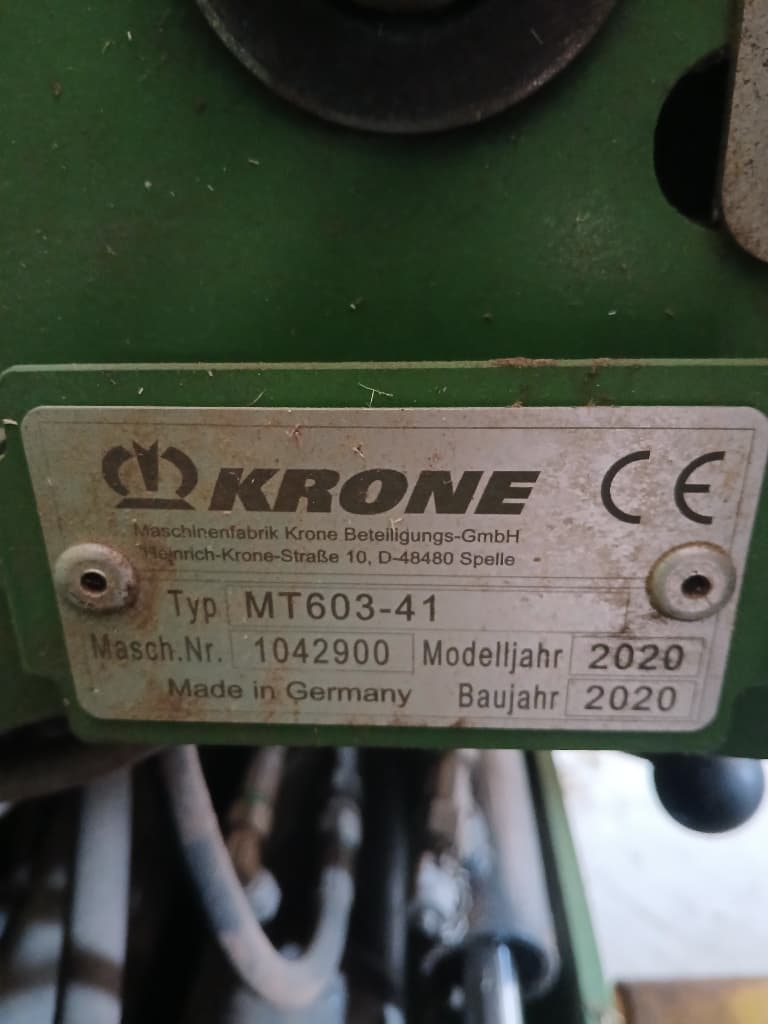 KRONE CE
Maschinenfabrik Krone Beteiligungs-GmbH
Heinrich-Krone-Straße 10, D-48480 Spelle
Typ MT603-41
Masch.Nr. 1042900 Modelljahr 2020
Made in Germany Baujahr 2020